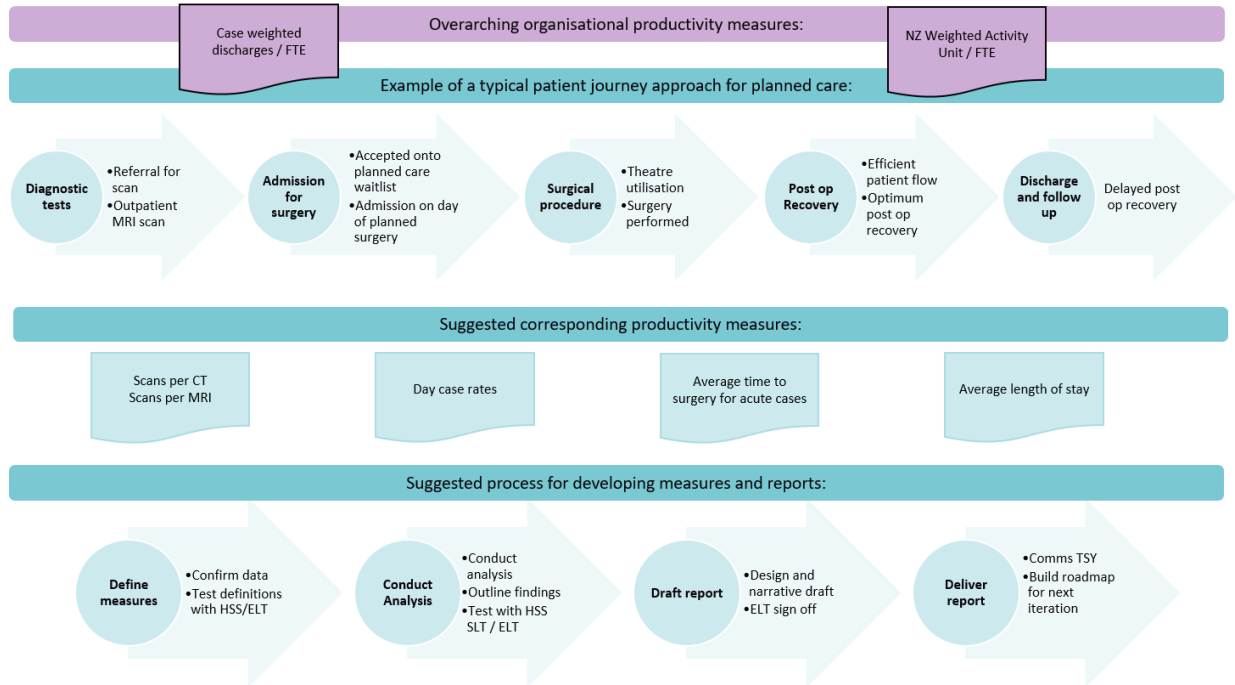 Overarching organisational productivity measures:
Case weighted
discharges / FTE
NZ Weighted Activity
Unit / FTE
Example of a typical patient journey approach for planned care:
Diagnostic
tests
•Referral for
scan
•Outpatient
MRI scan
Admission
for
surgery
•Accepted onto
planned care
waitlist
•Admission on day
of planned
surgery
Surgical
procedure
•Theatre
utilisation
•Surgery
performed
Post op
Recovery
•Efficient
patient flow
•Optimum
post op
recovery
Discharge
and follow
up
Delayed post
op recovery
Suggested corresponding productivity measures:
Scans per CT
Scans per MRI
Day case rates
Average time to
surgery for acute cases
Average length of stay
Suggested process for developing measures and reports:
Define
measures
•Confirm data
•Test definitions
with HSS/ELT
Conduct
Analysis
•Conduct
analysis
•Outline findings
•Test with HSS
SLT / ELT
Draft report
•Design and
narrative draft
•ELT sign off
Deliver
report
•Comms TSY
•Build roadmap
for next
iteration